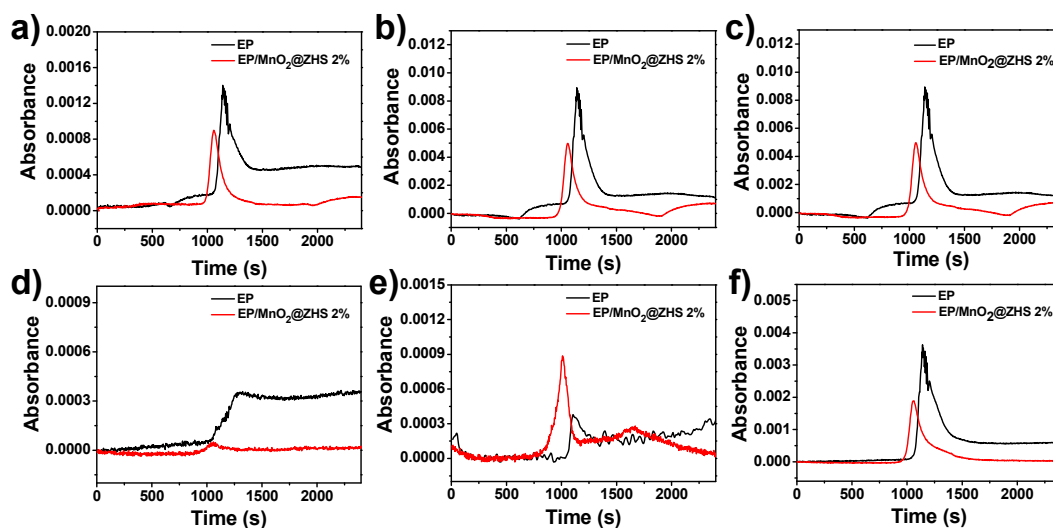 a)
0.0020
0.0016
0.0012
0.0008
0.0004
0.0000
Absorbance
EP
EP/MnO₂@ZHS 2%
0 500 1000 1500 2000
Time (s)
b)
0.012
0.010
0.008
0.006
0.004
0.002
0.000
Absorbance
EP
EP/MnO₂@ZHS 2%
0 500 1000 1500 2000
Time (s)
c)
0.012
0.010
0.008
0.006
0.004
0.002
0.000
Absorbance
EP
EP/MnO₂@ZHS 2%
0 500 1000 1500 2000
Time (s)
d)
0.0009
0.0006
0.0003
0.0000
Absorbance
EP
EP/MnO₂@ZHS 2%
0 500 1000 1500 2000
Time (s)
e)
0.0015
0.0012
0.0009
0.0006
0.0003
0.0000
Absorbance
EP
EP/MnO₂@ZHS 2%
0 500 1000 1500 2000
Time (s)
f)
0.005
0.004
0.003
0.002
0.001
0.000
Absorbance
EP
EP/MnO₂@ZHS 2%
0 500 1000 1500 2000
Time (s)